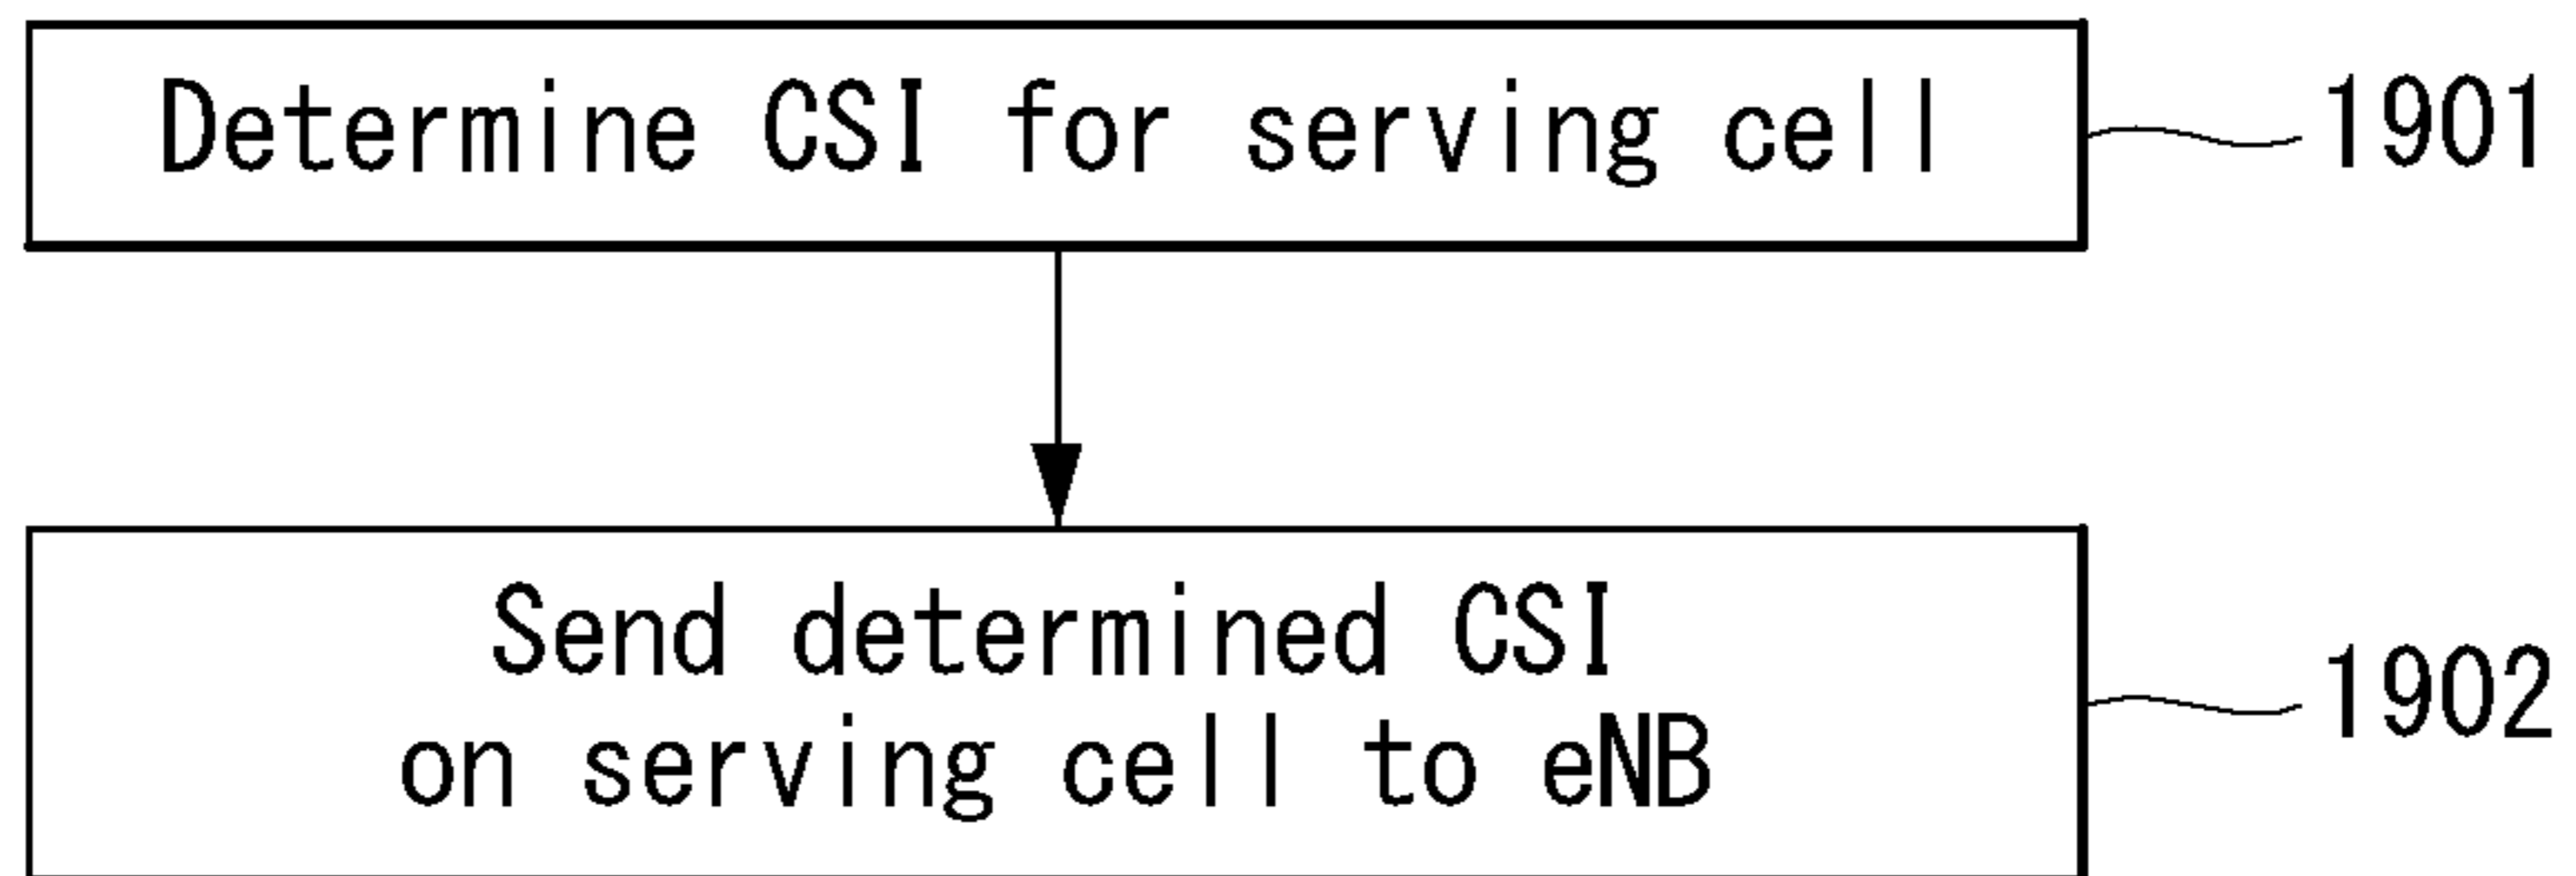 Determine CSI for serving cell
1901
Send determined CSI
on serving cell to eNB
1902